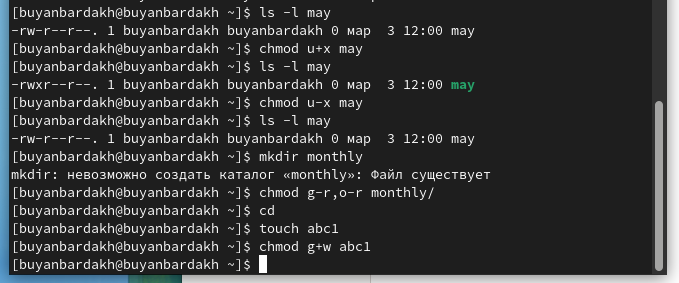 [buyanbardakh@buyanbardakh ~]$ ls -l may
-rw-r--r--. 1 buyanbardakh buyanbardakh 0 мар  3 12:00 may
[buyanbardakh@buyanbardakh ~]$ chmod u+x may
[buyanbardakh@buyanbardakh ~]$ ls -l may
-rwxr--r--. 1 buyanbardakh buyanbardakh 0 мар  3 12:00 may
[buyanbardakh@buyanbardakh ~]$ chmod u-x may
[buyanbardakh@buyanbardakh ~]$ ls -l may
-rw-r--r--. 1 buyanbardakh buyanbardakh 0 мар  3 12:00 may
[buyanbardakh@buyanbardakh ~]$ mkdir monthly
mkdir: невозможно создать каталог «monthly»: Файл существует
[buyanbardakh@buyanbardakh ~]$ chmod g-r,o-r monthly/
[buyanbardakh@buyanbardakh ~]$ cd
[buyanbardakh@buyanbardakh ~]$ touch abc1
[buyanbardakh@buyanbardakh ~]$ chmod g+w abc1
[buyanbardakh@buyanbardakh ~]$